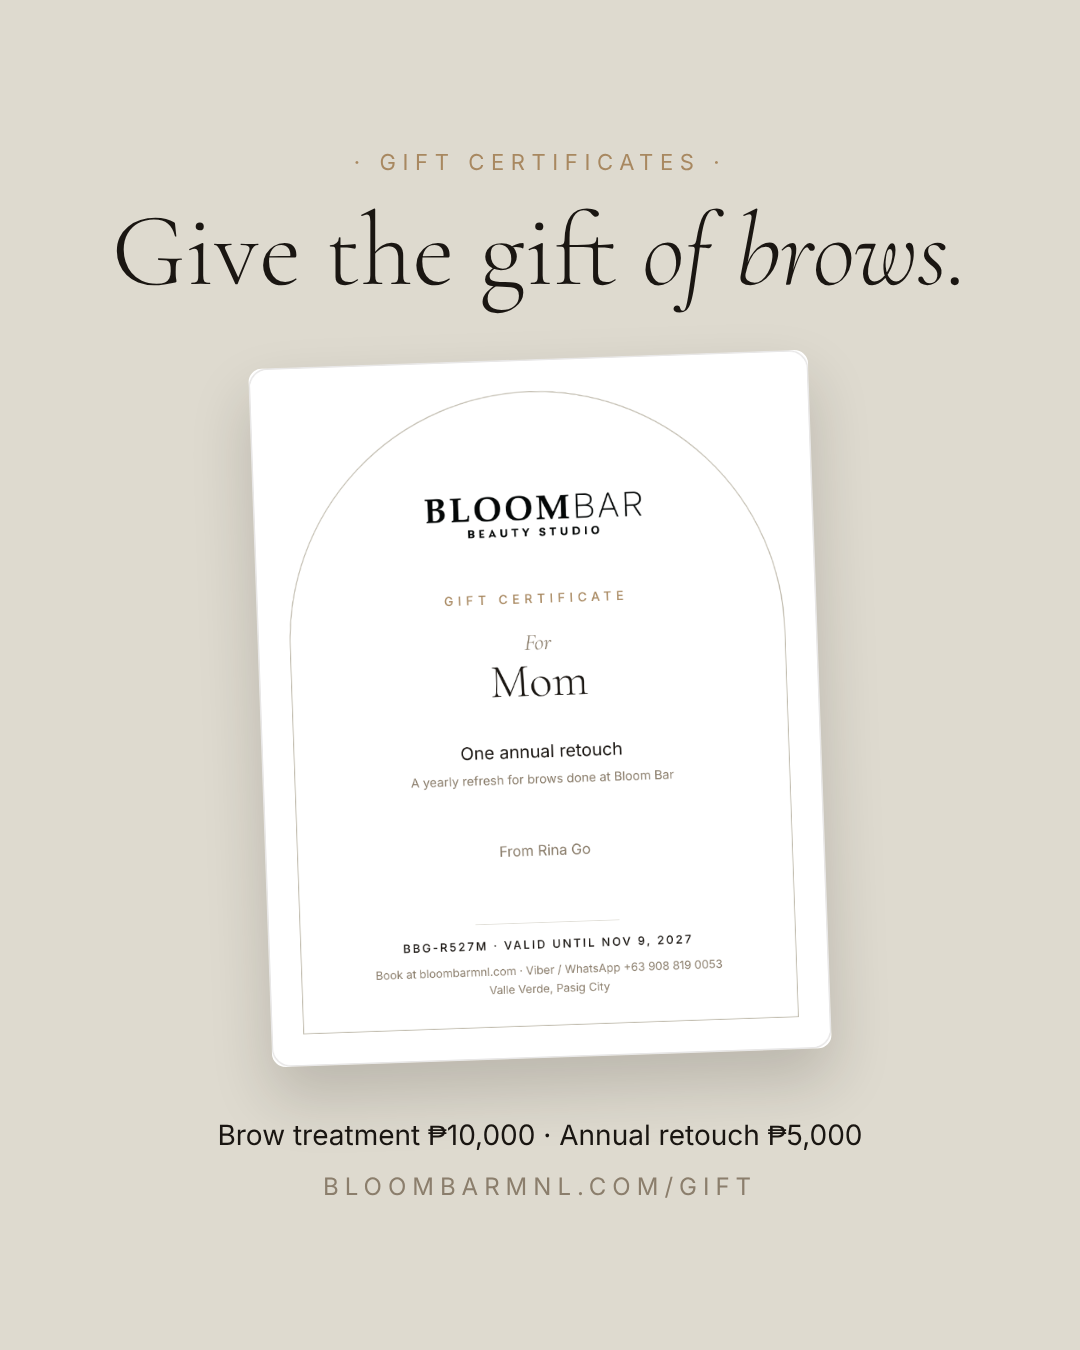 · GIFT CERTIFICATES ·
Give the gift of brows.
BLOOMBAR
BEAUTY STUDIO
GIFT CERTIFICATE
For
Mom
One annual retouch
A yearly refresh for brows done at Bloom Bar
From Rina Go
BBG-R527M · VALID UNTIL NOV 9, 2027
Book at bloombarmnl.com · Viber / WhatsApp +63 908 819 0053
Valle Verde, Pasig City
Brow treatment ₱10,000 · Annual retouch ₱5,000
BLOOMBARMNL.COM/GIFT